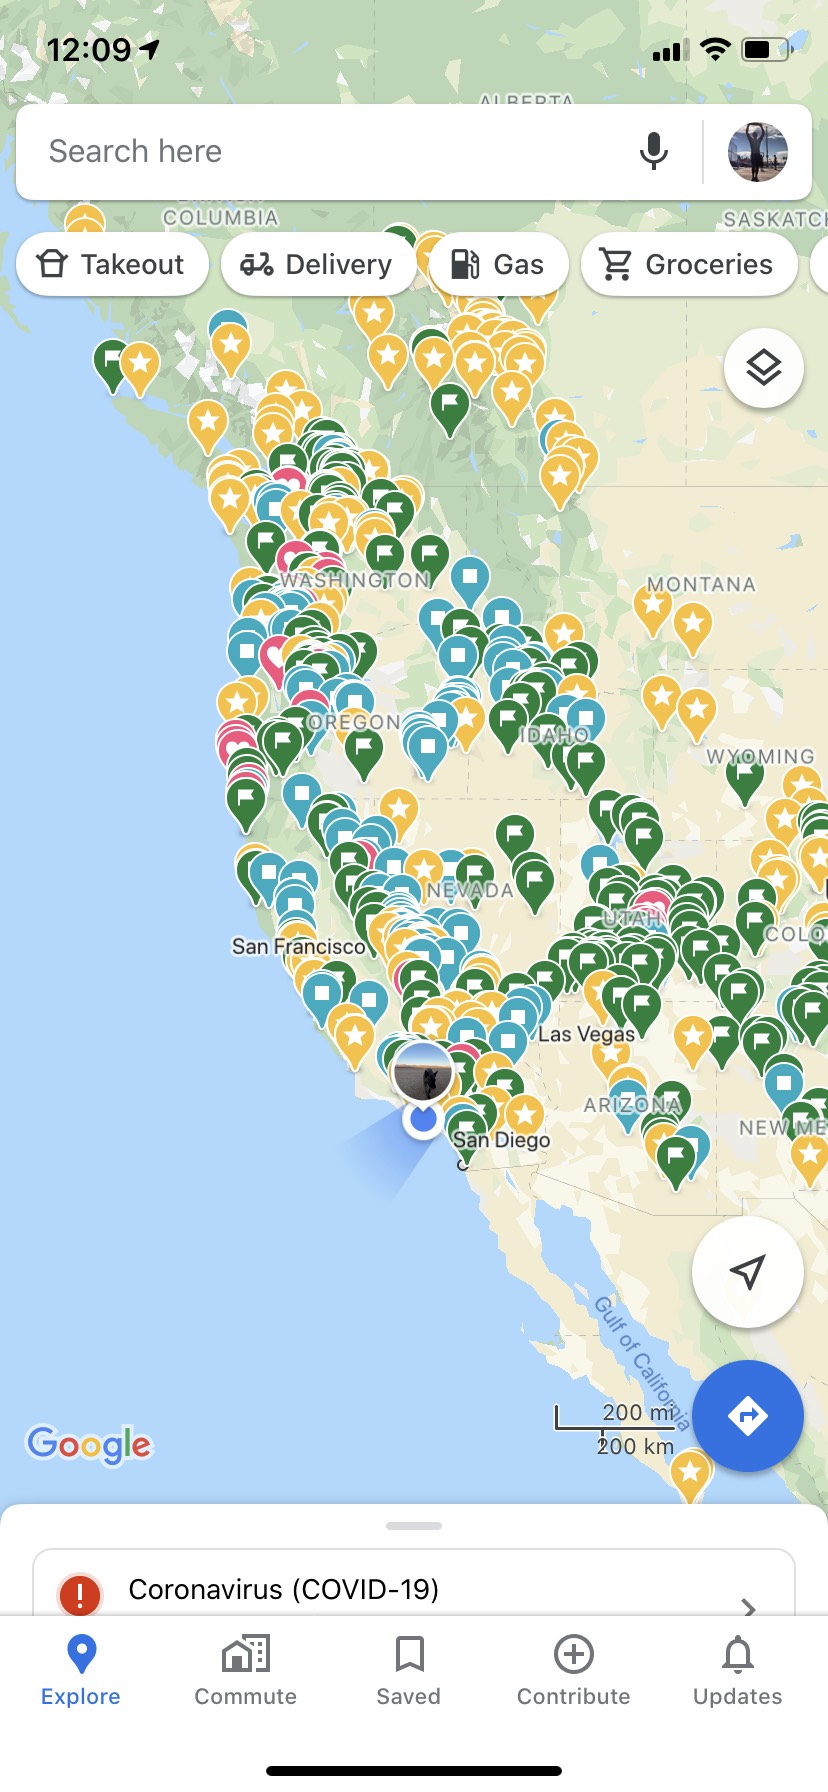 12:09
ALBERTA
Search here
COLUMBIA
SASKATCH
Takeout
Delivery
Gas
Groceries
WASHINGTON
MONTANA
OREGON
IDAHO
WYOMING
NEVADA
UTAH
COLO
San Francisco
Las Vegas
ARIZONA
NEW ME
San Diego
Gulf of California
200 mi
200 km
Google
Coronavirus (COVID-19)
Explore
Commute
Saved
Contribute
Updates